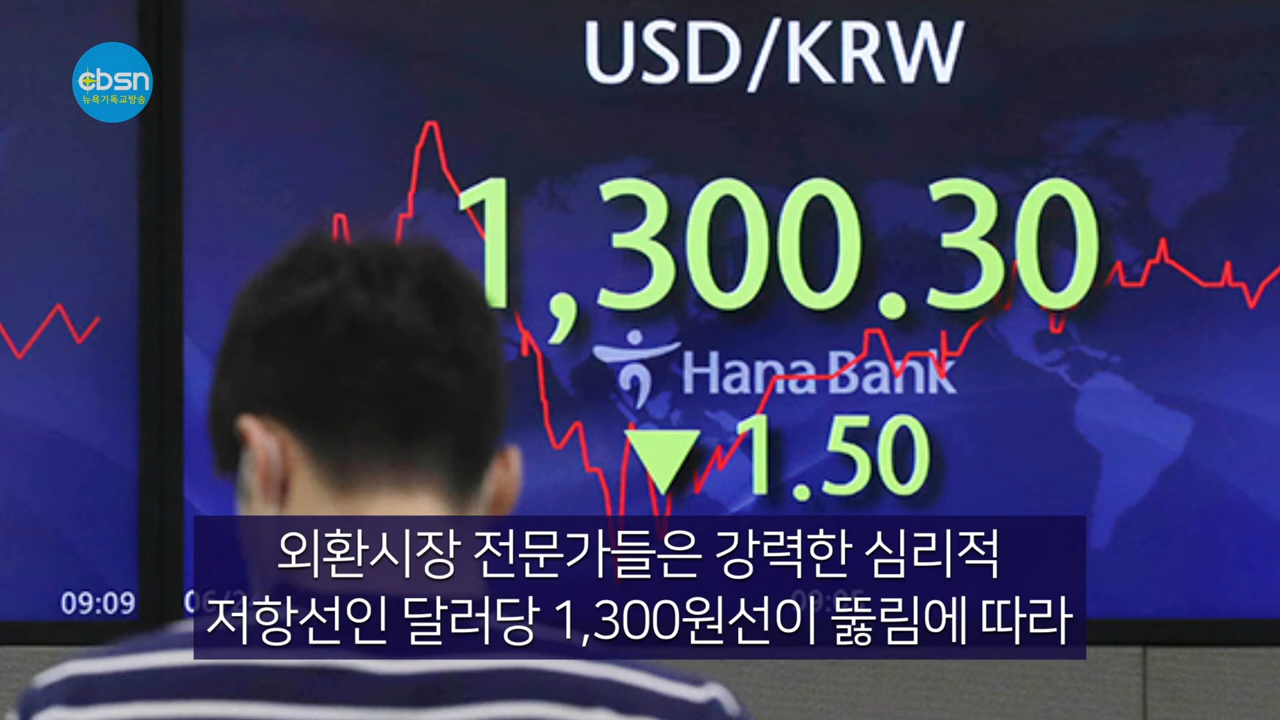 cbsn
뉴욕기독교방송
USD/KRW
1,300.30
Hana Bank
▼1.50
외환시장 전문가들은 강력한 심리적
저항선인 달러당 1,300원선이 뚫림에 따라
09:09